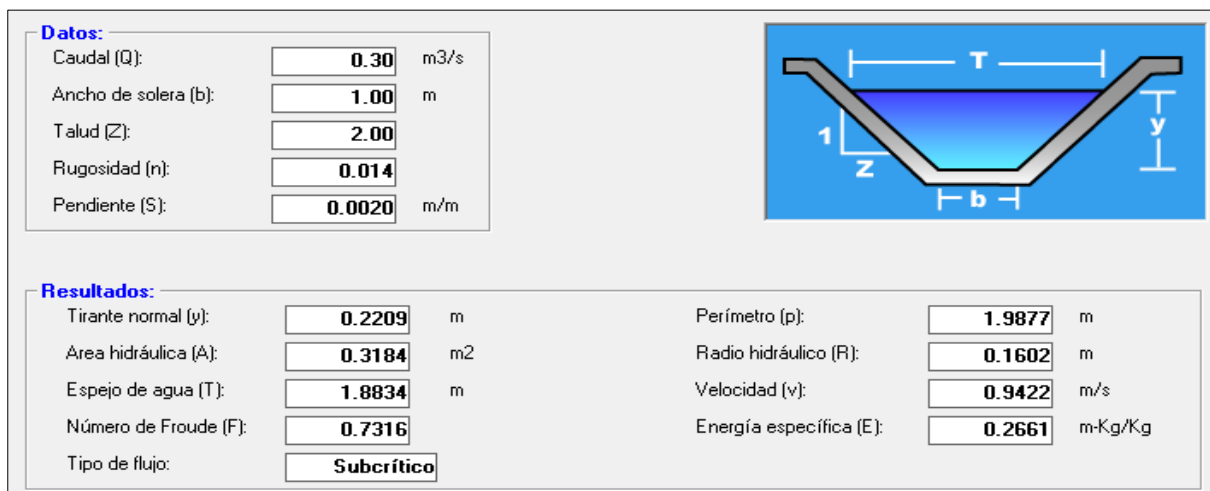 Datos:
Caudal (Q): 0.30 m3/s
Ancho de solera (b): 1.00 m
Talud (Z): 2.00
Rugosidad (n): 0.014
Pendiente (S): 0.0020 m/m
T
1
Z
y
b
Resultados:
Tirante normal (y): 0.2209 m Perímetro (p): 1.9877 m
Area hidráulica (A): 0.3184 m2 Radio hidráulico (R): 0.1602 m
Espejo de agua (T): 1.8834 m Velocidad (v): 0.9422 m/s
Número de Froude (F): 0.7316 Energía específica (E): 0.2661 m-Kg/Kg
Tipo de flujo: Subcrítico